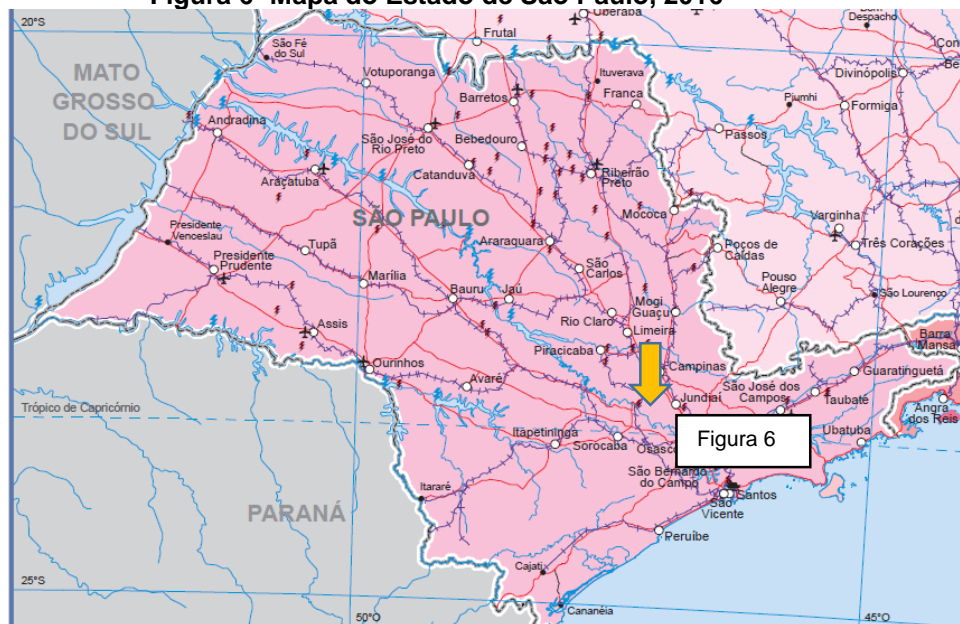 Figura 6- Mapa do Estado de São Paulo, 2016
20°S
Uberaba
Despacho
São Fé
do Sul
Frutal
MATO
GROSSO
DO SUL
Votuporanga
Ituverava
Divinópolis
Barretos
Franca
Piumhi
Formiga
Andradina
São José do
Rio Preto
Bebedouro
Passos
Catanduva
Ribeirão
Preto
Araçatuba
SÃO PAULO
Mococa
Varginha
Presidente
Venceslau
Tupã
Araraquara
Poços de
Caldas
Três Corações
Presidente
Prudente
São
Carlos
Pouso
Alegre
Marília
Bauru
Jaú
Mogi
Guaçu
São Lourenço
Assis
Rio Claro
Limeira
Barra
Mansa
Piracicaba
Ourinhos
Campinas
Guaratinguetá
Avaré
São José dos
Campos
Jundiaí
Taubaté
Trópico de Capricórnio
Angra
dos Reis
Itapetininga
Sorocaba
Figura 6
Ubatuba
São Bernardo
do Campo
Itararé
Santos
São
Vicente
PARANÁ
Peruíbe
Cajati
25°S
Cananéia
50°O
45°O